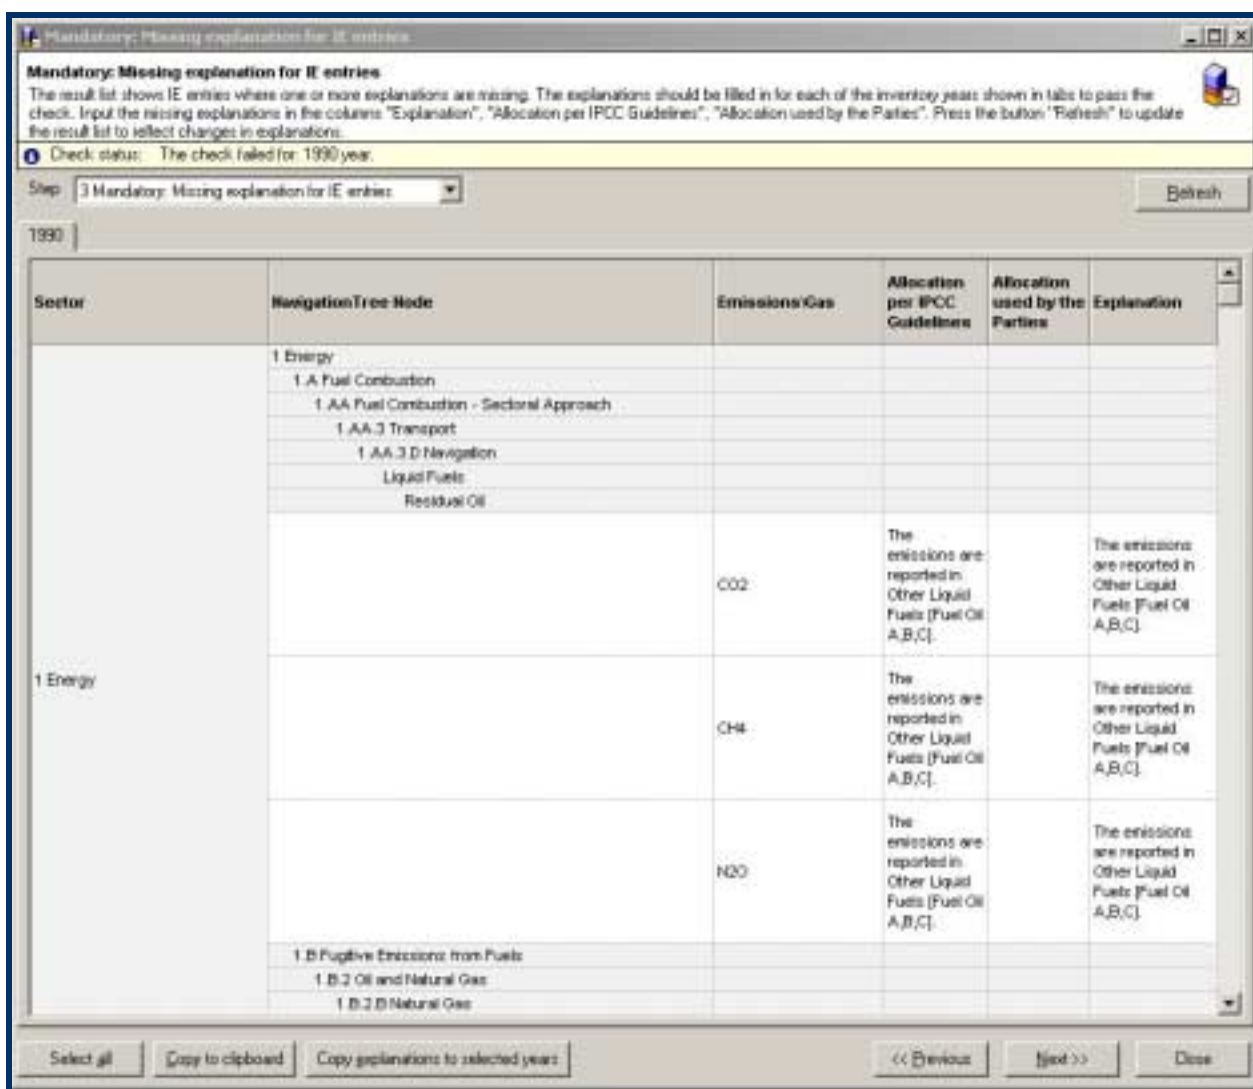 Mandatory: Missing explanation for IE entries
Mandatory: Missing explanation for IE entries
The result list shows IE entries where one or more explanations are missing. The explanations should be filled in for each of the inventory years shown in tabs to pass the
check. Input the missing explanations in the columns "Explanation", "Allocation per IPCC Guidelines", "Allocation used by the Parties". Press the button "Refresh" to update
the result list to reflect changes in explanations.
Check status: The check failed for: 1990 year.
Step 3 Mandatory: Missing explanation for IE entries
Refresh
1990
Sector NavigationTree Node Emissions\Gas Allocation per IPCC Guidelines Allocation used by the Parties Explanation
1 Energy
1.A Fuel Combustion
1.AA Fuel Combustion - Sectoral Approach
1.AA.3 Transport
1.AA.3.D Navigation
Liquid Fuels
Residual Oil
CO2
The
emissions are
reported in
Other Liquid
Fuels [Fuel Oil
A,B,C].
The emissions
are reported in
Other Liquid
Fuels [Fuel Oil
A,B,C].
1 Energy
CH4
The
emissions are
reported in
Other Liquid
Fuels [Fuel Oil
A,B,C].
The emissions
are reported in
Other Liquid
Fuels [Fuel Oil
A,B,C].
N2O
The
emissions are
reported in
Other Liquid
Fuels [Fuel Oil
A,B,C].
The emissions
are reported in
Other Liquid
Fuels [Fuel Oil
A,B,C].
1.B Fugitive Emissions from Fuels
1.B.2 Oil and Natural Gas
1.B.2.B Natural Gas
Select all Copy to clipboard Copy explanations to selected years << Previous Next >> Close